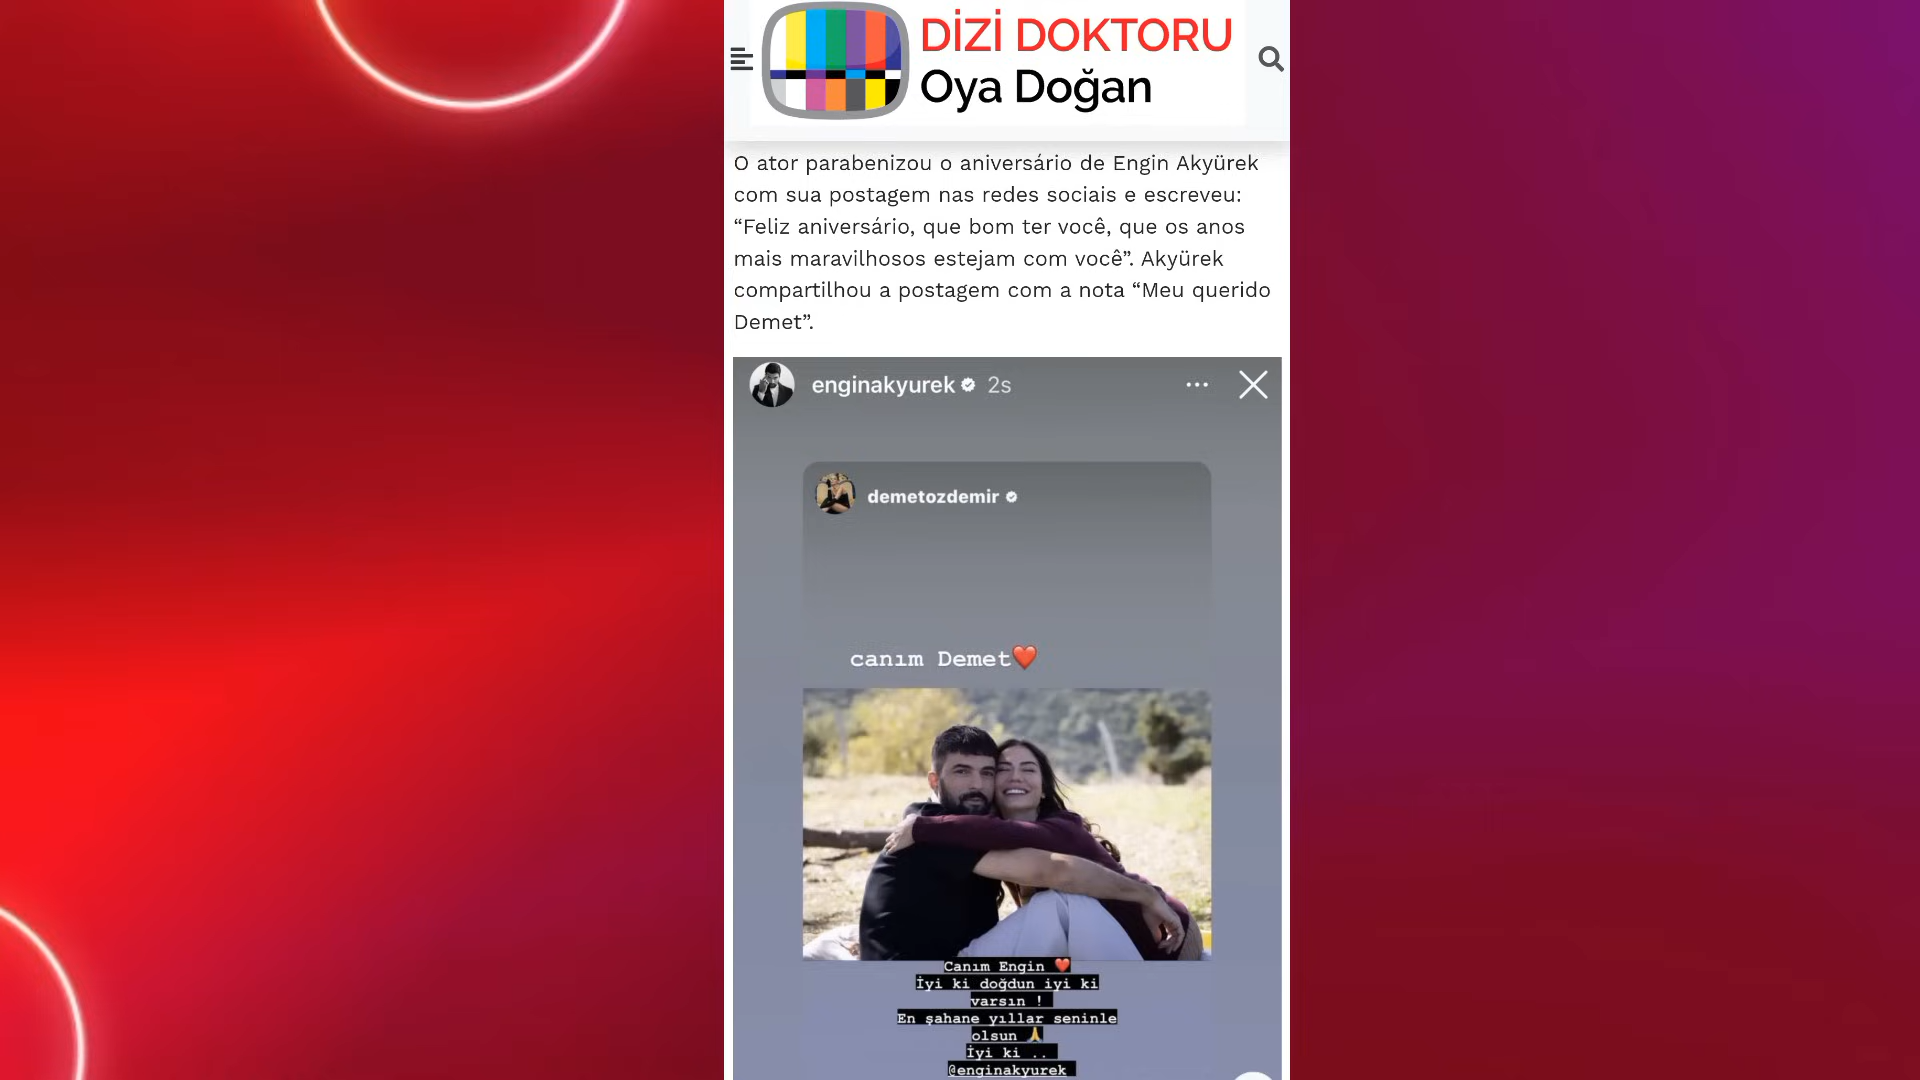 DİZİ DOKTORU
Oya Doğan
O ator parabenizou o aniversário de Engin Akyürek
com sua postagem nas redes sociais e escreveu:
“Feliz aniversário, que bom ter você, que os anos
mais maravilhosos estejam com você”. Akyürek
compartilhou a postagem com a nota “Meu querido
Demet”.
enginakyurek 2s
demetozdemir
canım Demet❤️
Canım Engin ❤️
İyi ki doğdun iyi ki
varsın !
En şahane yıllar seninle
olsun 🙏
İyi ki ..
@enginakyurek